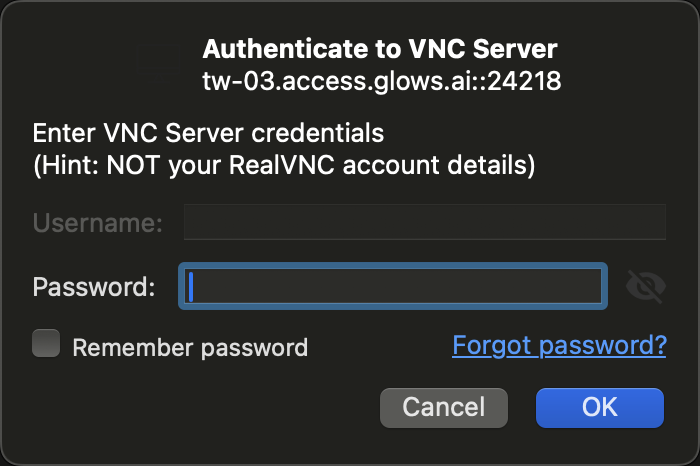 Authenticate to VNC Server
tw-03.access.glows.ai::24218
Enter VNC Server credentials
(Hint: NOT your RealVNC account details)
Username:
Password:
Remember password
Forgot password?
Cancel
OK